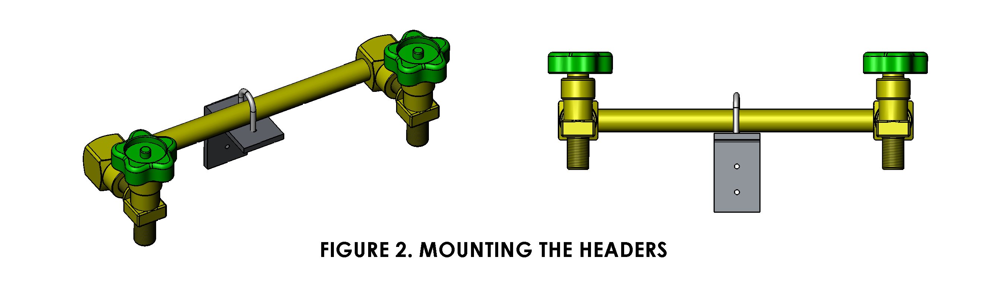 FIGURE 2. MOUNTING THE HEADERS